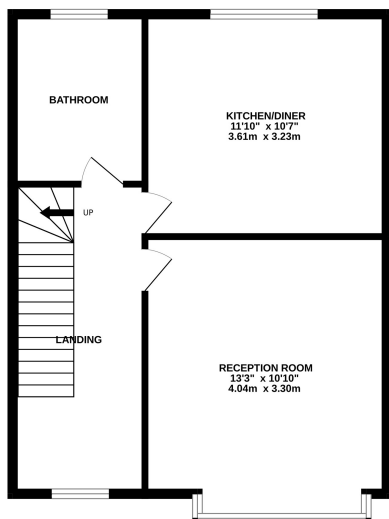 BATHROOM
KITCHEN/DINER
11'10" x 10'7"
3.61m x 3.23m
UP
LANDING
RECEPTION ROOM
13'3" x 10'10"
4.04m x 3.30m